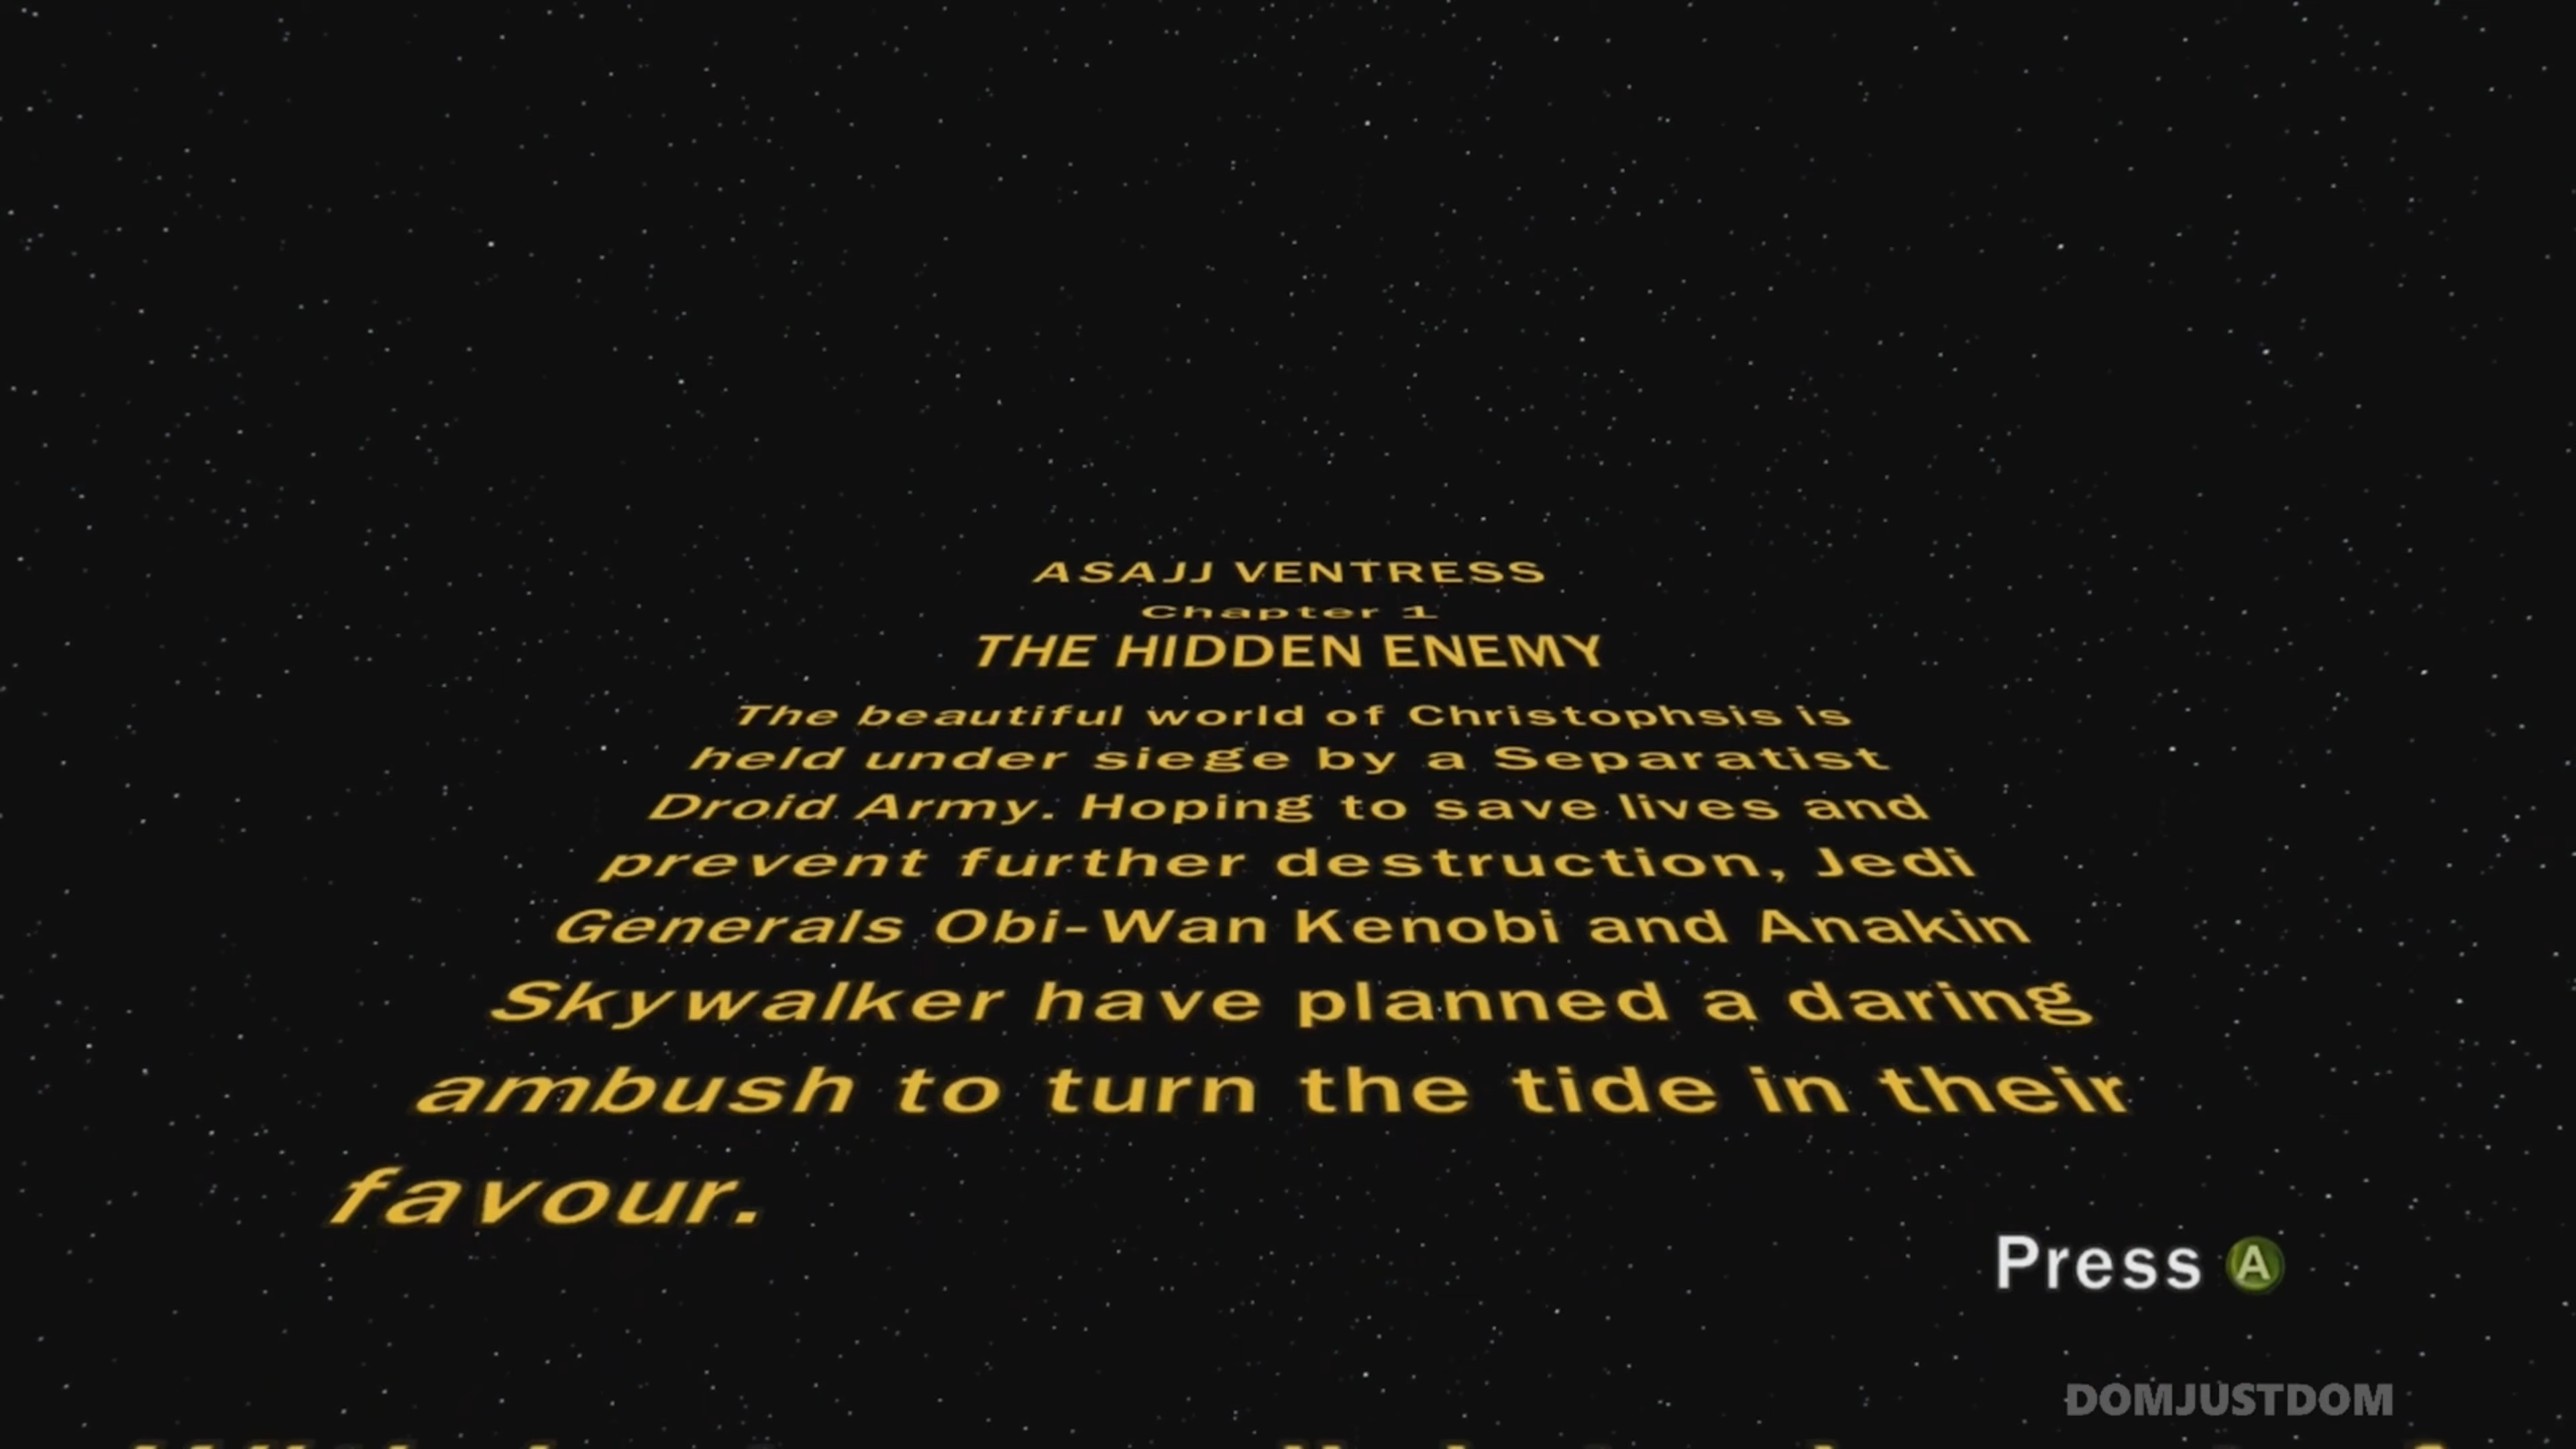 ASAJJ VENTRESS
Chapter 1
THE HIDDEN ENEMY
The beautiful world of Christophsis is
held under siege by a Separatist
Droid Army. Hoping to save lives and
prevent further destruction, Jedi
Generals Obi-Wan Kenobi and Anakin
Skywalker have planned a daring
ambush to turn the tide in their
favour.
Press A
DOMJUSTDOM